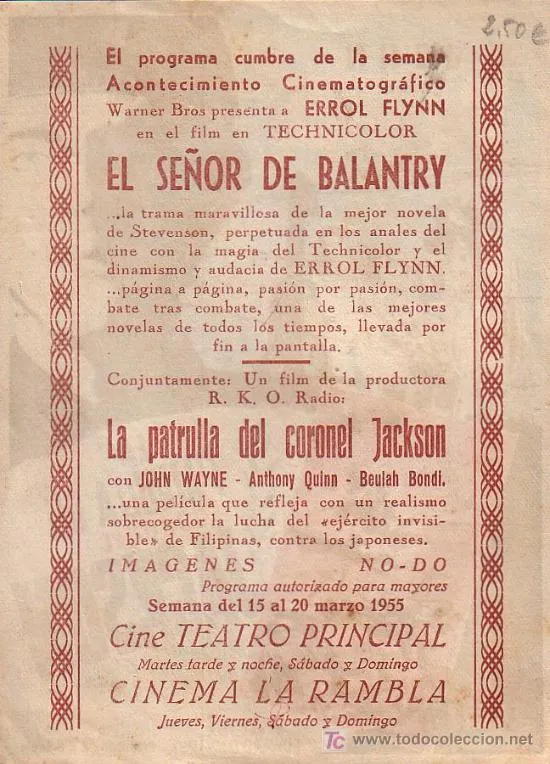 2,50€
El programa cumbre de la semana
Acontecimiento Cinematográfico
Warner Bros presenta a ERROL FLYNN
en el film en TECHNICOLOR
EL SEÑOR DE BALANTRY
...la trama maravillosa de la mejor novela
de Stevenson, perpetuada en los anales del
cine con la magia del Technicolor y el
dinamismo y audacia de ERROL FLYNN.
...página a página, pasión por pasión, com-
bate tras combate, una de las mejores
novelas de todos los tiempos, llevada por
fin a la pantalla.
Conjuntamente: Un film de la productora
R. K. O. Radio:
La patrulla del coronel Jackson
con JOHN WAYNE - Anthony Quinn - Beulah Bondi.
...una película que refleja con un realismo
sobrecogedor la lucha del «ejército invisi-
ble» de Filipinas, contra los japoneses.
IMAGENES NO-DO
Programa autorizado para mayores
Semana del 15 al 20 marzo 1955
Cine TEATRO PRINCIPAL
Martes tarde y noche, Sábado y Domingo
CINEMA LA RAMBLA
Jueves, Viernes, Sábado y Domingo
TC www.todocoleccion.net